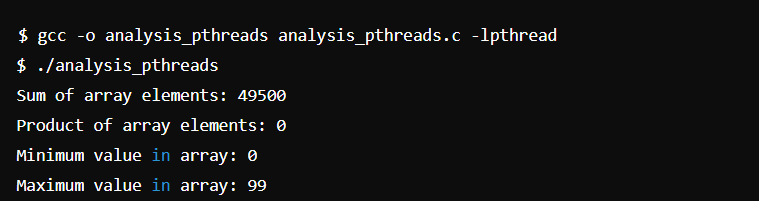 $ gcc -o analysis_pthreads analysis_pthreads.c -lpthread
$ ./analysis_pthreads
Sum of array elements: 49500
Product of array elements: 0
Minimum value in array: 0
Maximum value in array: 99